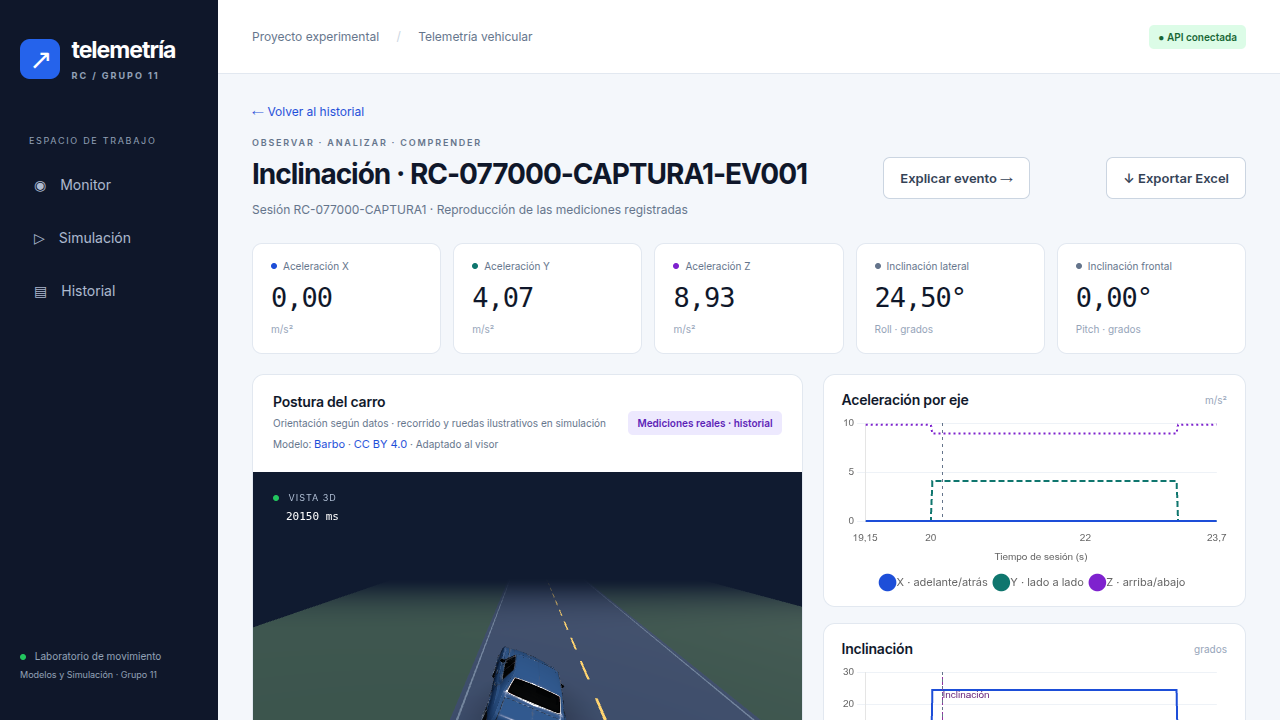 telemetría
RC / GRUPO 11
ESPACIO DE TRABAJO
Monitor
Simulación
Historial
Laboratorio de movimiento
Modelos y Simulación · Grupo 11
Proyecto experimental / Telemetría vehicular
● API conectada
← Volver al historial
OBSERVAR · ANALIZAR · COMPRENDER
Inclinación · RC-077000-CAPTURA1-EV001
Sesión RC-077000-CAPTURA1 · Reproducción de las mediciones registradas
Explicar evento →
↓ Exportar Excel
Aceleración X
0,00
m/s²
Aceleración Y
4,07
m/s²
Aceleración Z
8,93
m/s²
Inclinación lateral
24,50°
Roll · grados
Inclinación frontal
0,00°
Pitch · grados
Postura del carro
Orientación según datos · recorrido y ruedas ilustrativos en simulación
Modelo: Barbo · CC BY 4.0 · Adaptado al visor
Mediciones reales · historial
VISTA 3D
20150 ms
Aceleración por eje
m/s²
10
5
0
19,15 20 22 23,7
Tiempo de sesión (s)
X · adelante/atrás Y · lado a lado Z · arriba/abajo
Inclinación
grados
30
Inclinación
20